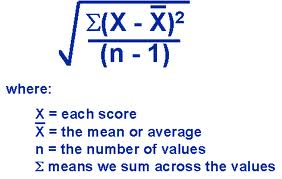 √(Σ(X - X̅)² / (n - 1))
where:
X = each score
X̅ = the mean or average
n = the number of values
Σ means we sum across the values